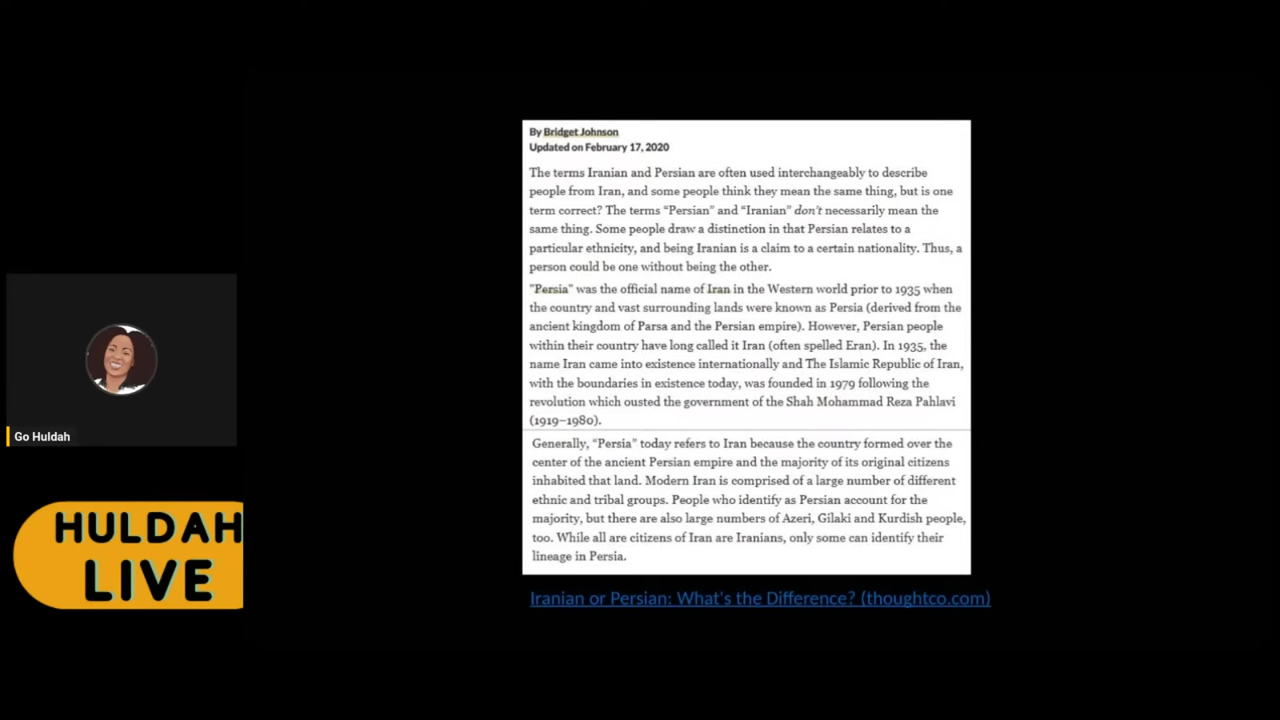 By Bridget Johnson
Updated on February 17, 2020
The terms Iranian and Persian are often used interchangeably to describe
people from Iran, and some people think they mean the same thing, but is one
term correct? The terms “Persian” and “Iranian” don’t necessarily mean the
same thing. Some people draw a distinction in that Persian relates to a
particular ethnicity, and being Iranian is a claim to a certain nationality. Thus, a
person could be one without being the other.
"Persia" was the official name of Iran in the Western world prior to 1935 when
the country and vast surrounding lands were known as Persia (derived from the
ancient kingdom of Parsa and the Persian empire). However, Persian people
within their country have long called it Iran (often spelled Eran). In 1935, the
name Iran came into existence internationally and The Islamic Republic of Iran,
with the boundaries in existence today, was founded in 1979 following the
revolution which ousted the government of the Shah Mohammad Reza Pahlavi
(1919–1980).
Generally, “Persia” today refers to Iran because the country formed over the
center of the ancient Persian empire and the majority of its original citizens
inhabited that land. Modern Iran is comprised of a large number of different
ethnic and tribal groups. People who identify as Persian account for the
majority, but there are also large numbers of Azeri, Gilaki and Kurdish people,
too. While all are citizens of Iran are Iranians, only some can identify their
lineage in Persia.
Iranian or Persian: What's the Difference? (thoughtco.com)
Go Huldah
HULDAH
LIVE